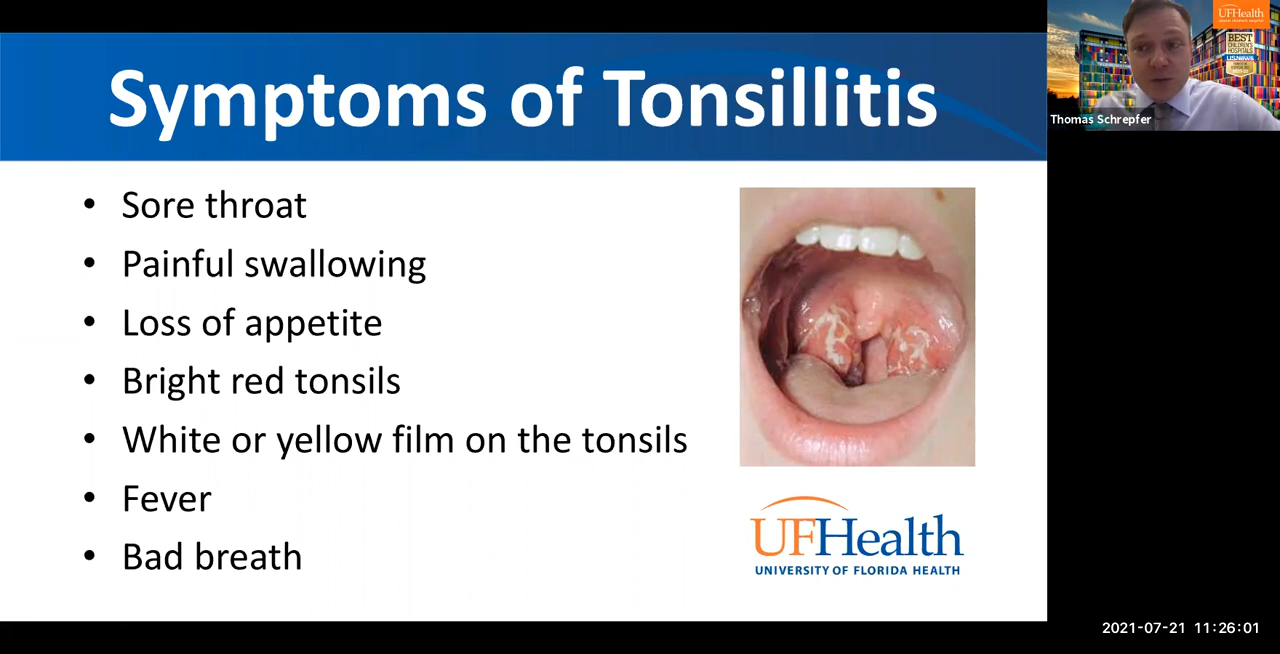 Symptoms of Tonsillitis
• Sore throat
• Painful swallowing
• Loss of appetite
• Bright red tonsils
• White or yellow film on the tonsils
• Fever
• Bad breath
UFHealth
UNIVERSITY OF FLORIDA HEALTH
UFHealth
BEST
CHILDREN'S
HOSPITALS
U.S. NEWS
Thomas Schrepfer
2021-07-21 11:26:01